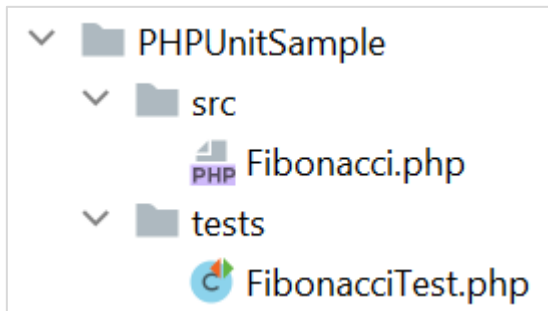 PHPUnitSample
src
PHP Fibonacci.php
tests
C FibonacciTest.php